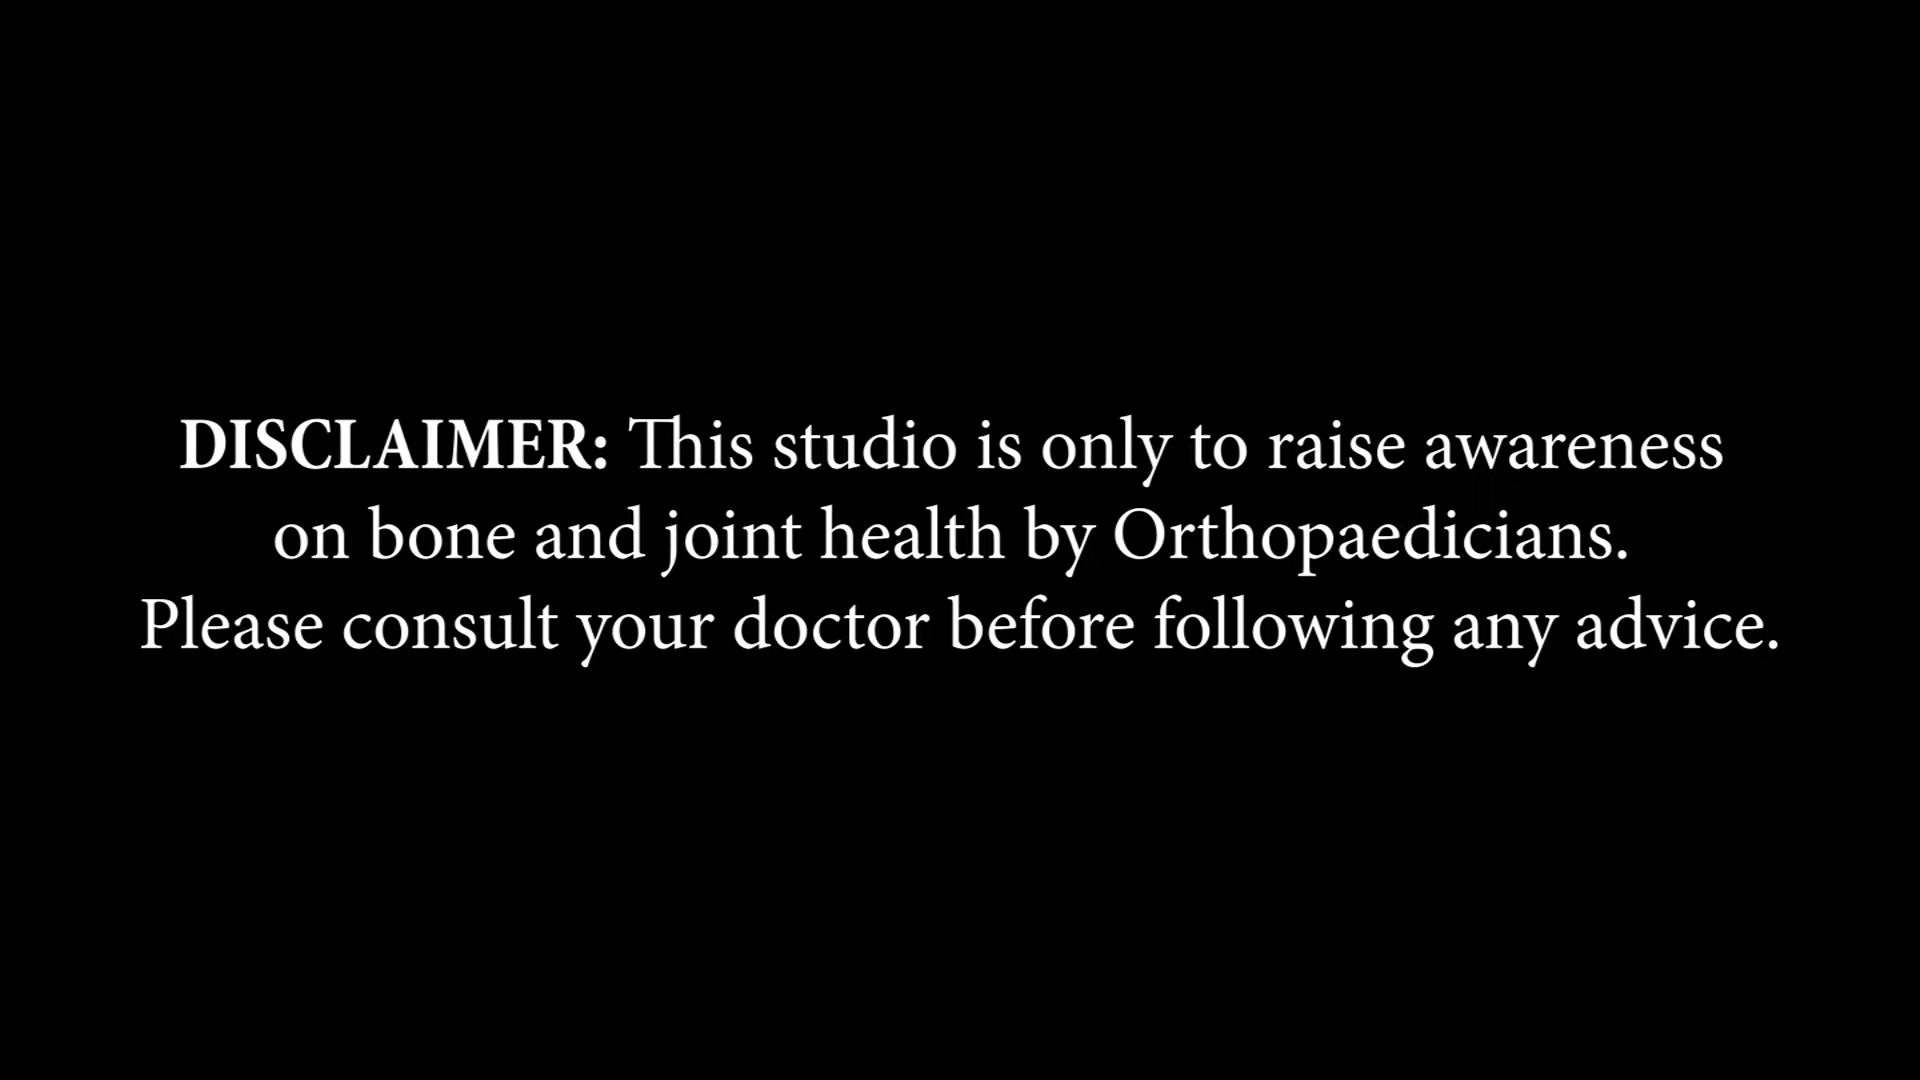 DISCLAIMER: This studio is only to raise awareness
on bone and joint health by Orthopaedicians.
Please consult your doctor before following any advice.